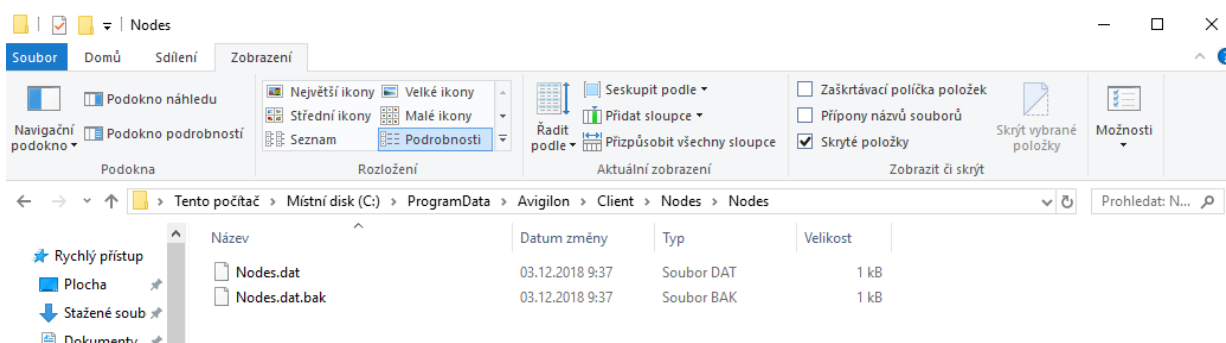 Nodes
Soubor Domů Sdílení Zobrazení
Navigační podokno
Podokno náhledu
Podokno podrobností
Podokna
Největší ikony Velké ikony
Střední ikony Malé ikony
Seznam Podrobnosti
Rozložení
Řadit podle
Seskupit podle
Přidat sloupce
Přizpůsobit všechny sloupce
Aktuální zobrazení
Zaškrtávací políčka položek
Přípony názvů souborů
Skryté položky
Skrýt vybrané položky
Zobrazit či skrýt
Možnosti
Tento počítač > Místní disk (C:) > ProgramData > Avigilon > Client > Nodes > Nodes
Prohledat: N...
Rychlý přístup
Plocha
Stažené soub
Dokumenty
Název Datum změny Typ Velikost
Nodes.dat 03.12.2018 9:37 Soubor DAT 1 kB
Nodes.dat.bak 03.12.2018 9:37 Soubor BAK 1 kB